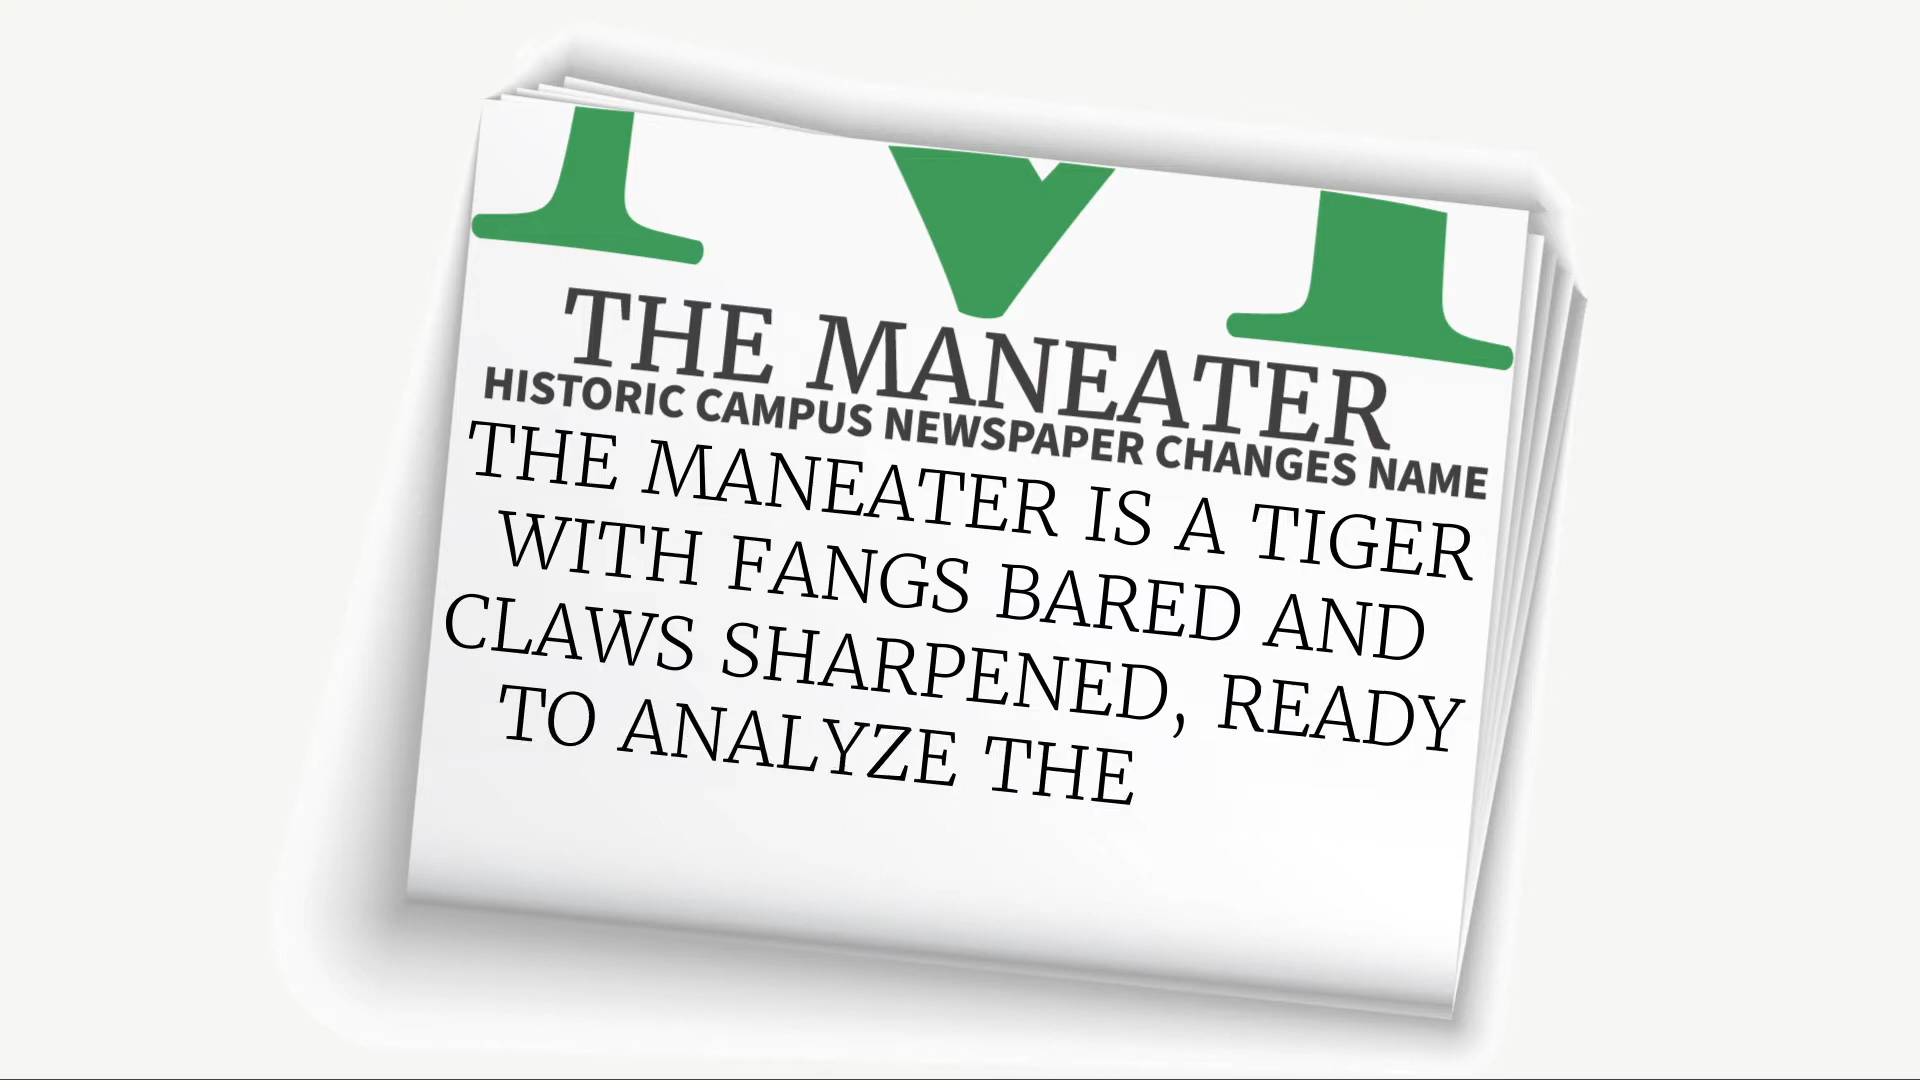 M
THE MANEATER
HISTORIC CAMPUS NEWSPAPER CHANGES NAME
THE MANEATER IS A TIGER
WITH FANGS BARED AND
CLAWS SHARPENED, READY
TO ANALYZE THE